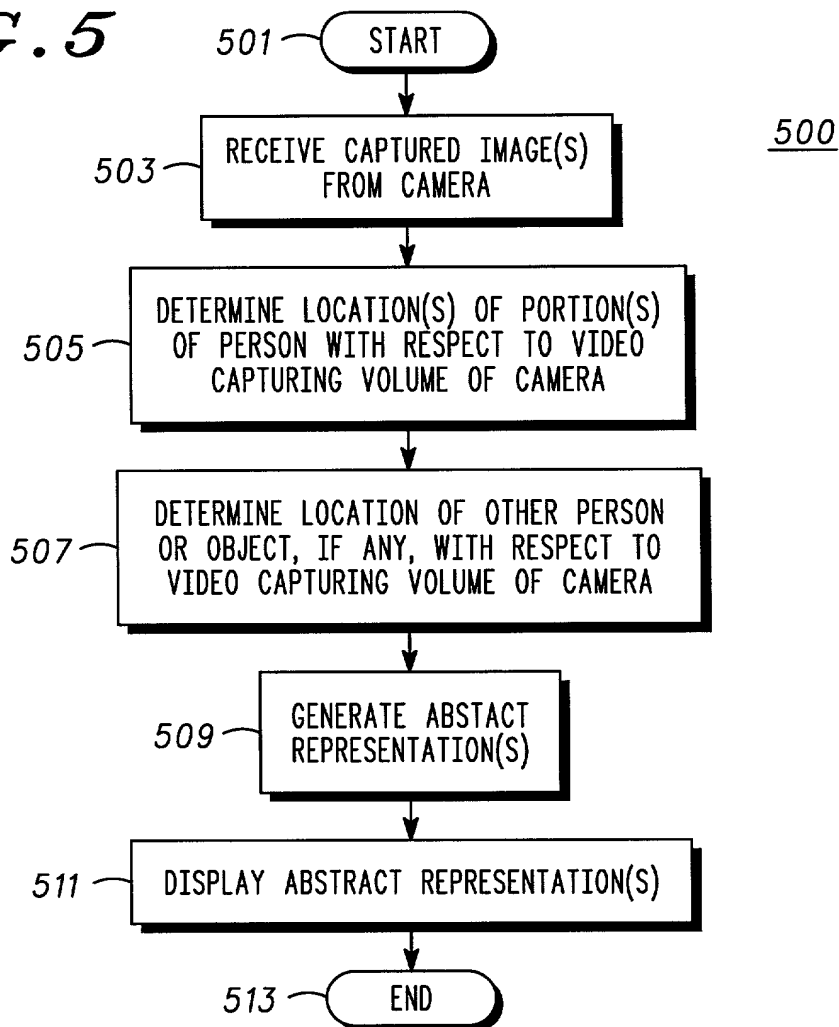 G.5
501
START
500
503
RECEIVE CAPTURED IMAGE(S)
FROM CAMERA
505
DETERMINE LOCATION(S) OF PORTION(S)
OF PERSON WITH RESPECT TO VIDEO
CAPTURING VOLUME OF CAMERA
507
DETERMINE LOCATION OF OTHER PERSON
OR OBJECT, IF ANY, WITH RESPECT TO
VIDEO CAPTURING VOLUME OF CAMERA
509
GENERATE ABSTACT
REPRESENTATION(S)
511
DISPLAY ABSTRACT REPRESENTATION(S)
513
END